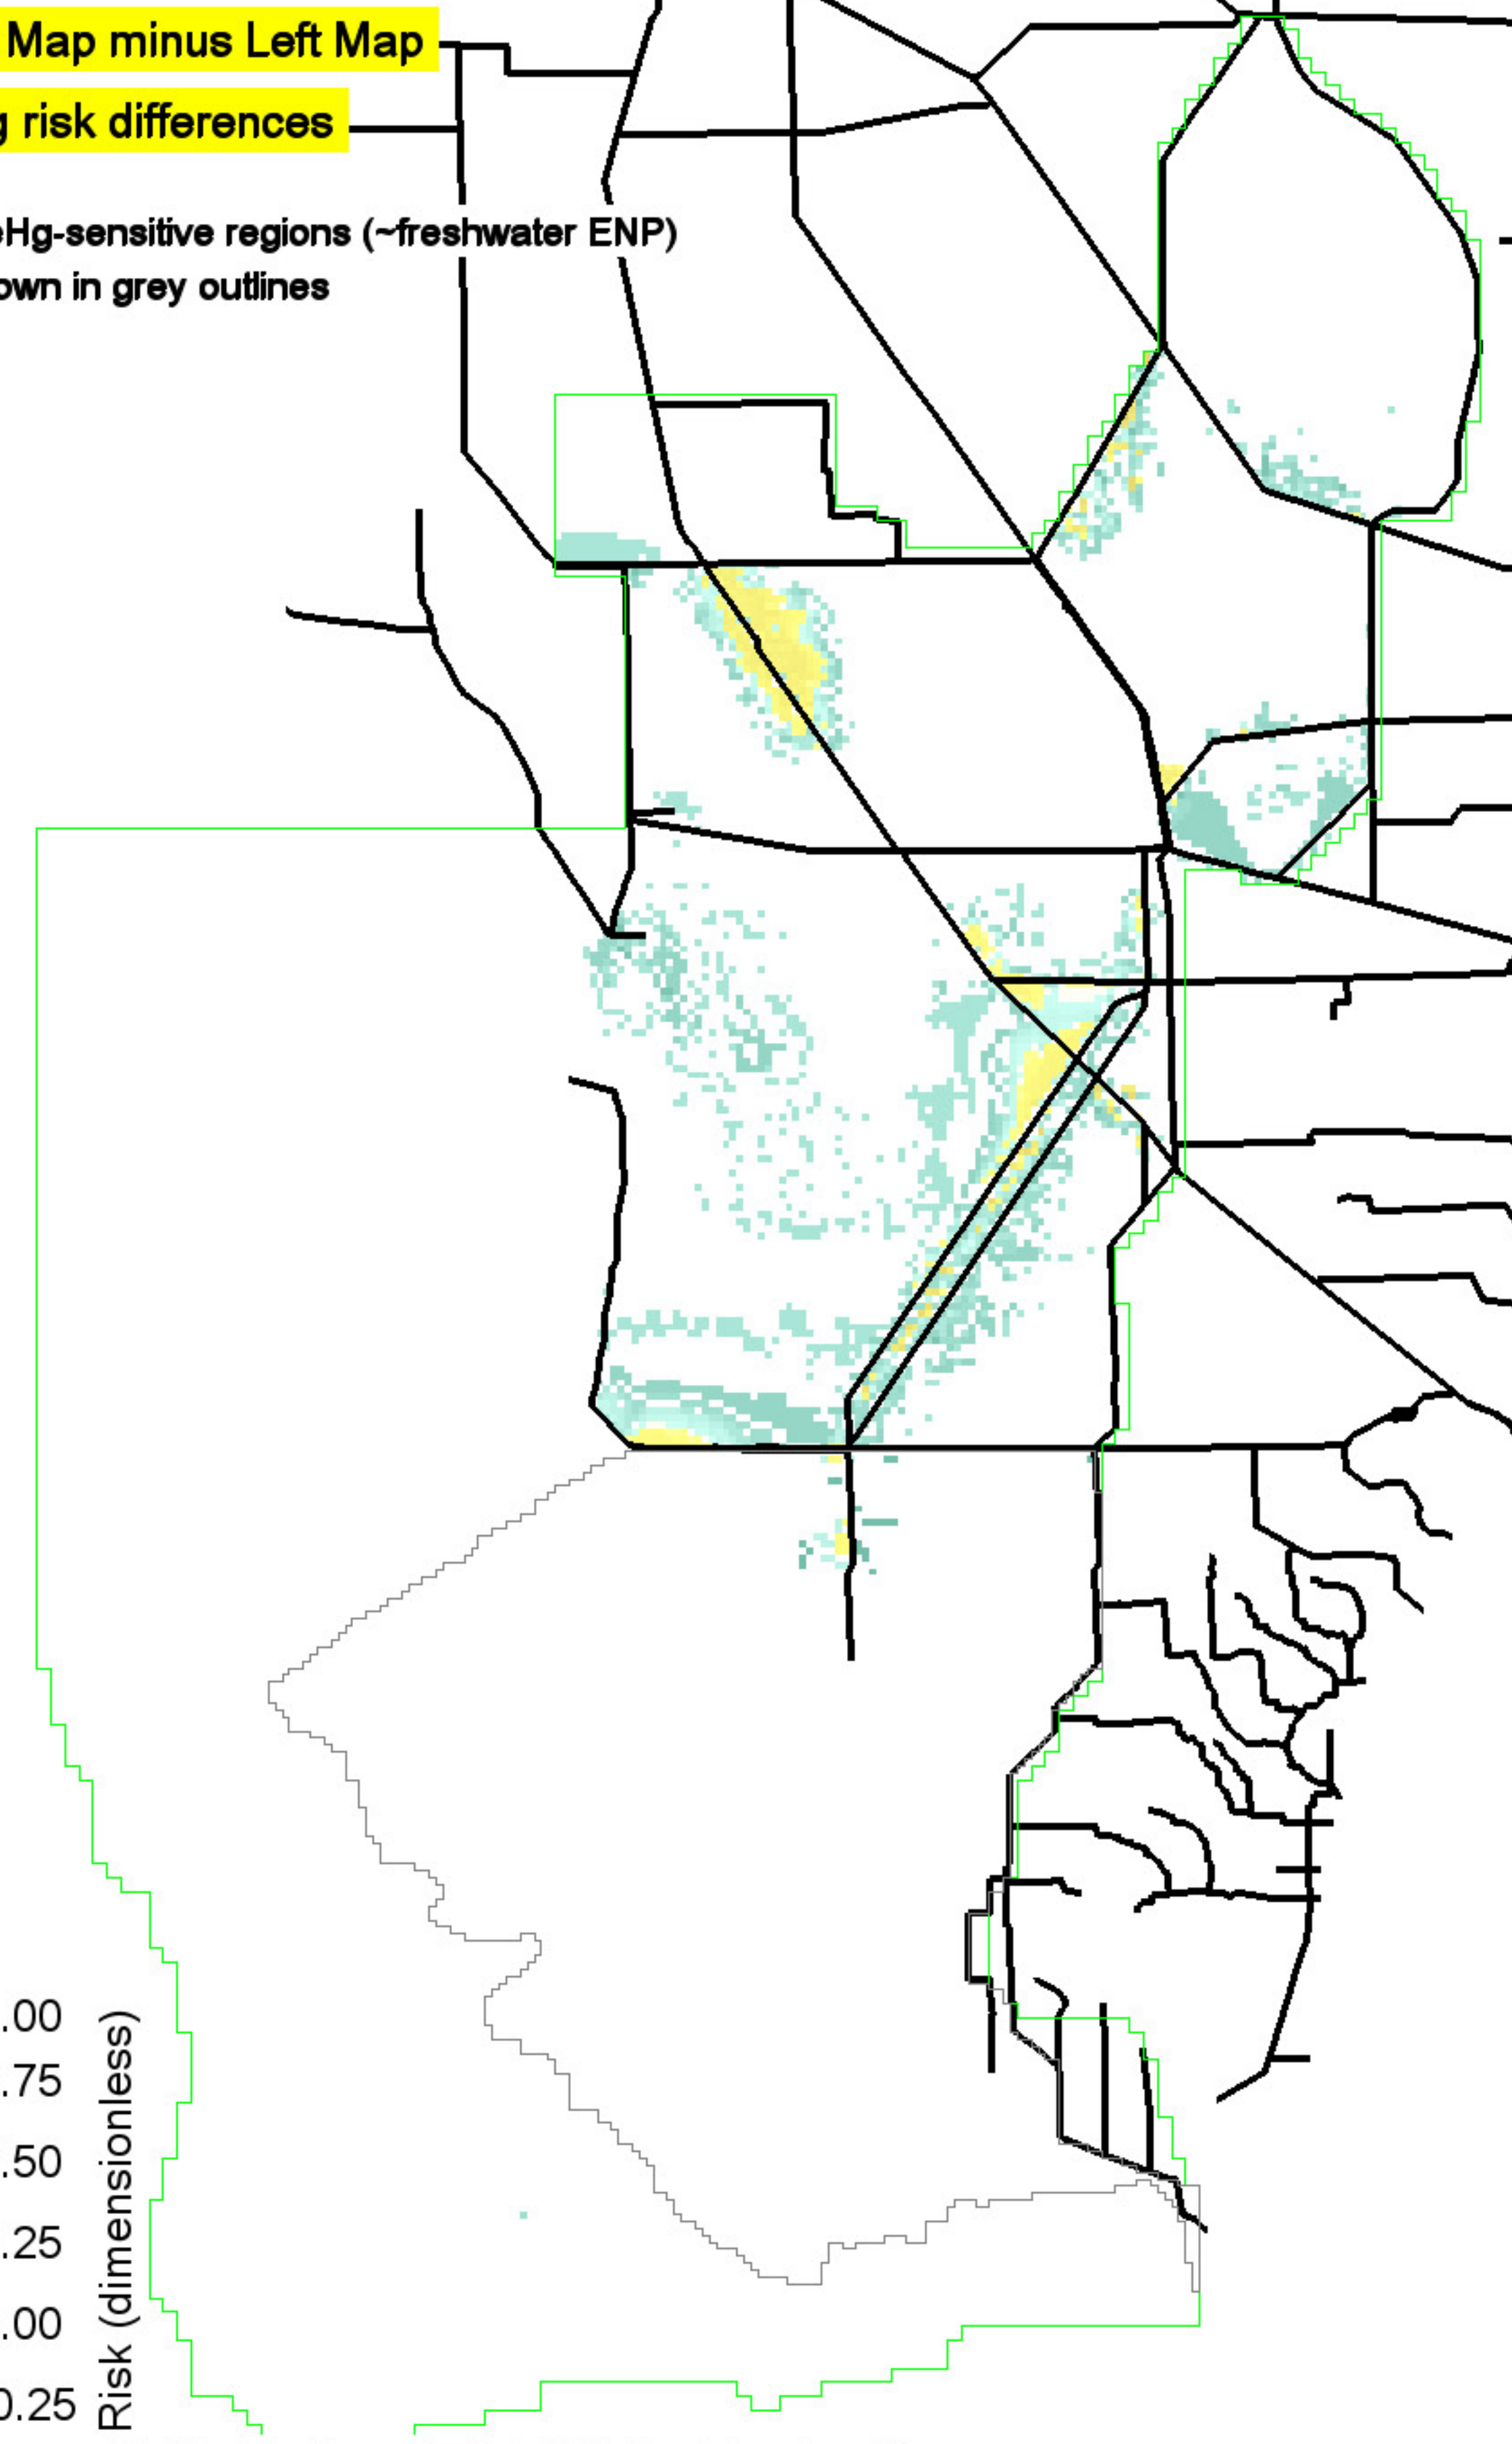 Map minus Left Map
g risk differences
eHg-sensitive regions (~freshwater ENP)
own in grey outlines
.00
.75
.50
.25
.00
0.25
Risk (dimensionless)